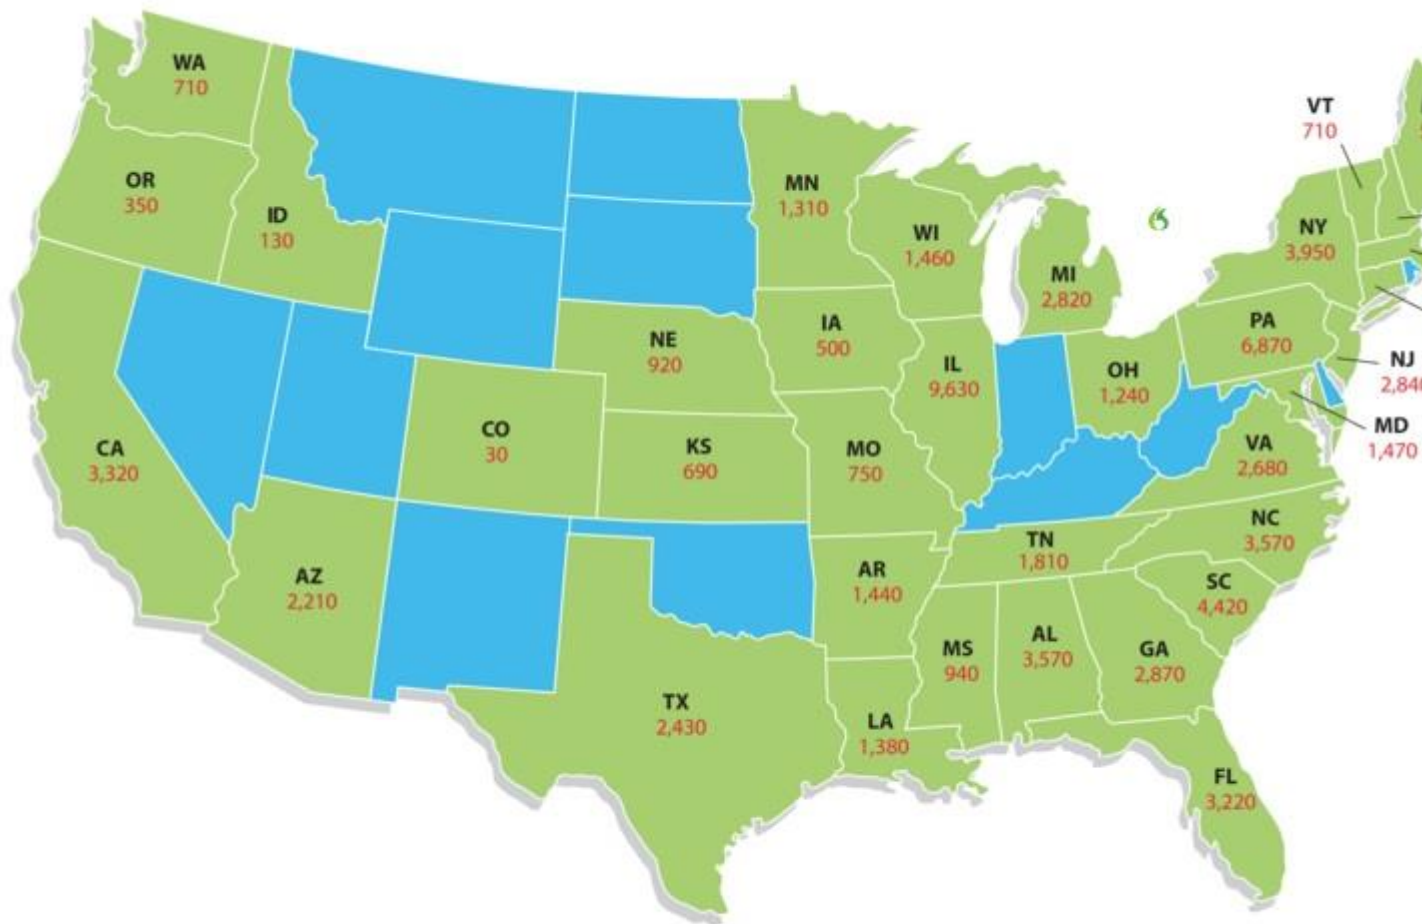 WA
710
OR
350
ID
130
CA
3,320
AZ
2,210
CO
30
NE
920
KS
690
TX
2,430
MN
1,310
IA
500
MO
750
AR
1,440
LA
1,380
WI
1,460
IL
9,630
MI
2,820
OH
1,240
TN
1,810
MS
940
AL
3,570
GA
2,870
FL
3,220
SC
4,420
NC
3,570
VA
2,680
PA
6,870
NY
3,950
VT
710
NJ
2,840
MD
1,470